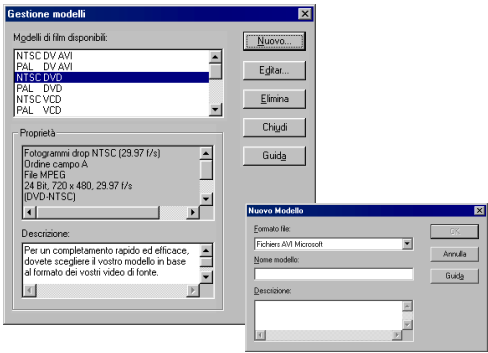 Gestione modelli
Modelli di film disponibili:
NTSC DV AVI
PAL DV AVI
NTSC DVD
PAL DVD
NTSC VCD
PAL VCD
Nuovo...
Editar...
Elimina
Chiudi
Guida
Proprietà
Fotogrammi drop NTSC (29.97 f/s)
Ordine campo A
File MPEG
24 Bit, 720 x 480, 29.97 f/s
(DVD-NTSC)
Descrizione:
Per un completamento rapido ed efficace,
dovete scegliere il vostro modello in base
al formato dei vostri video di fonte.
Nuovo Modello
Formato file:
Fichiers AVI Microsoft
Nome modello:
Descrizione:
OK
Annulla
Guida